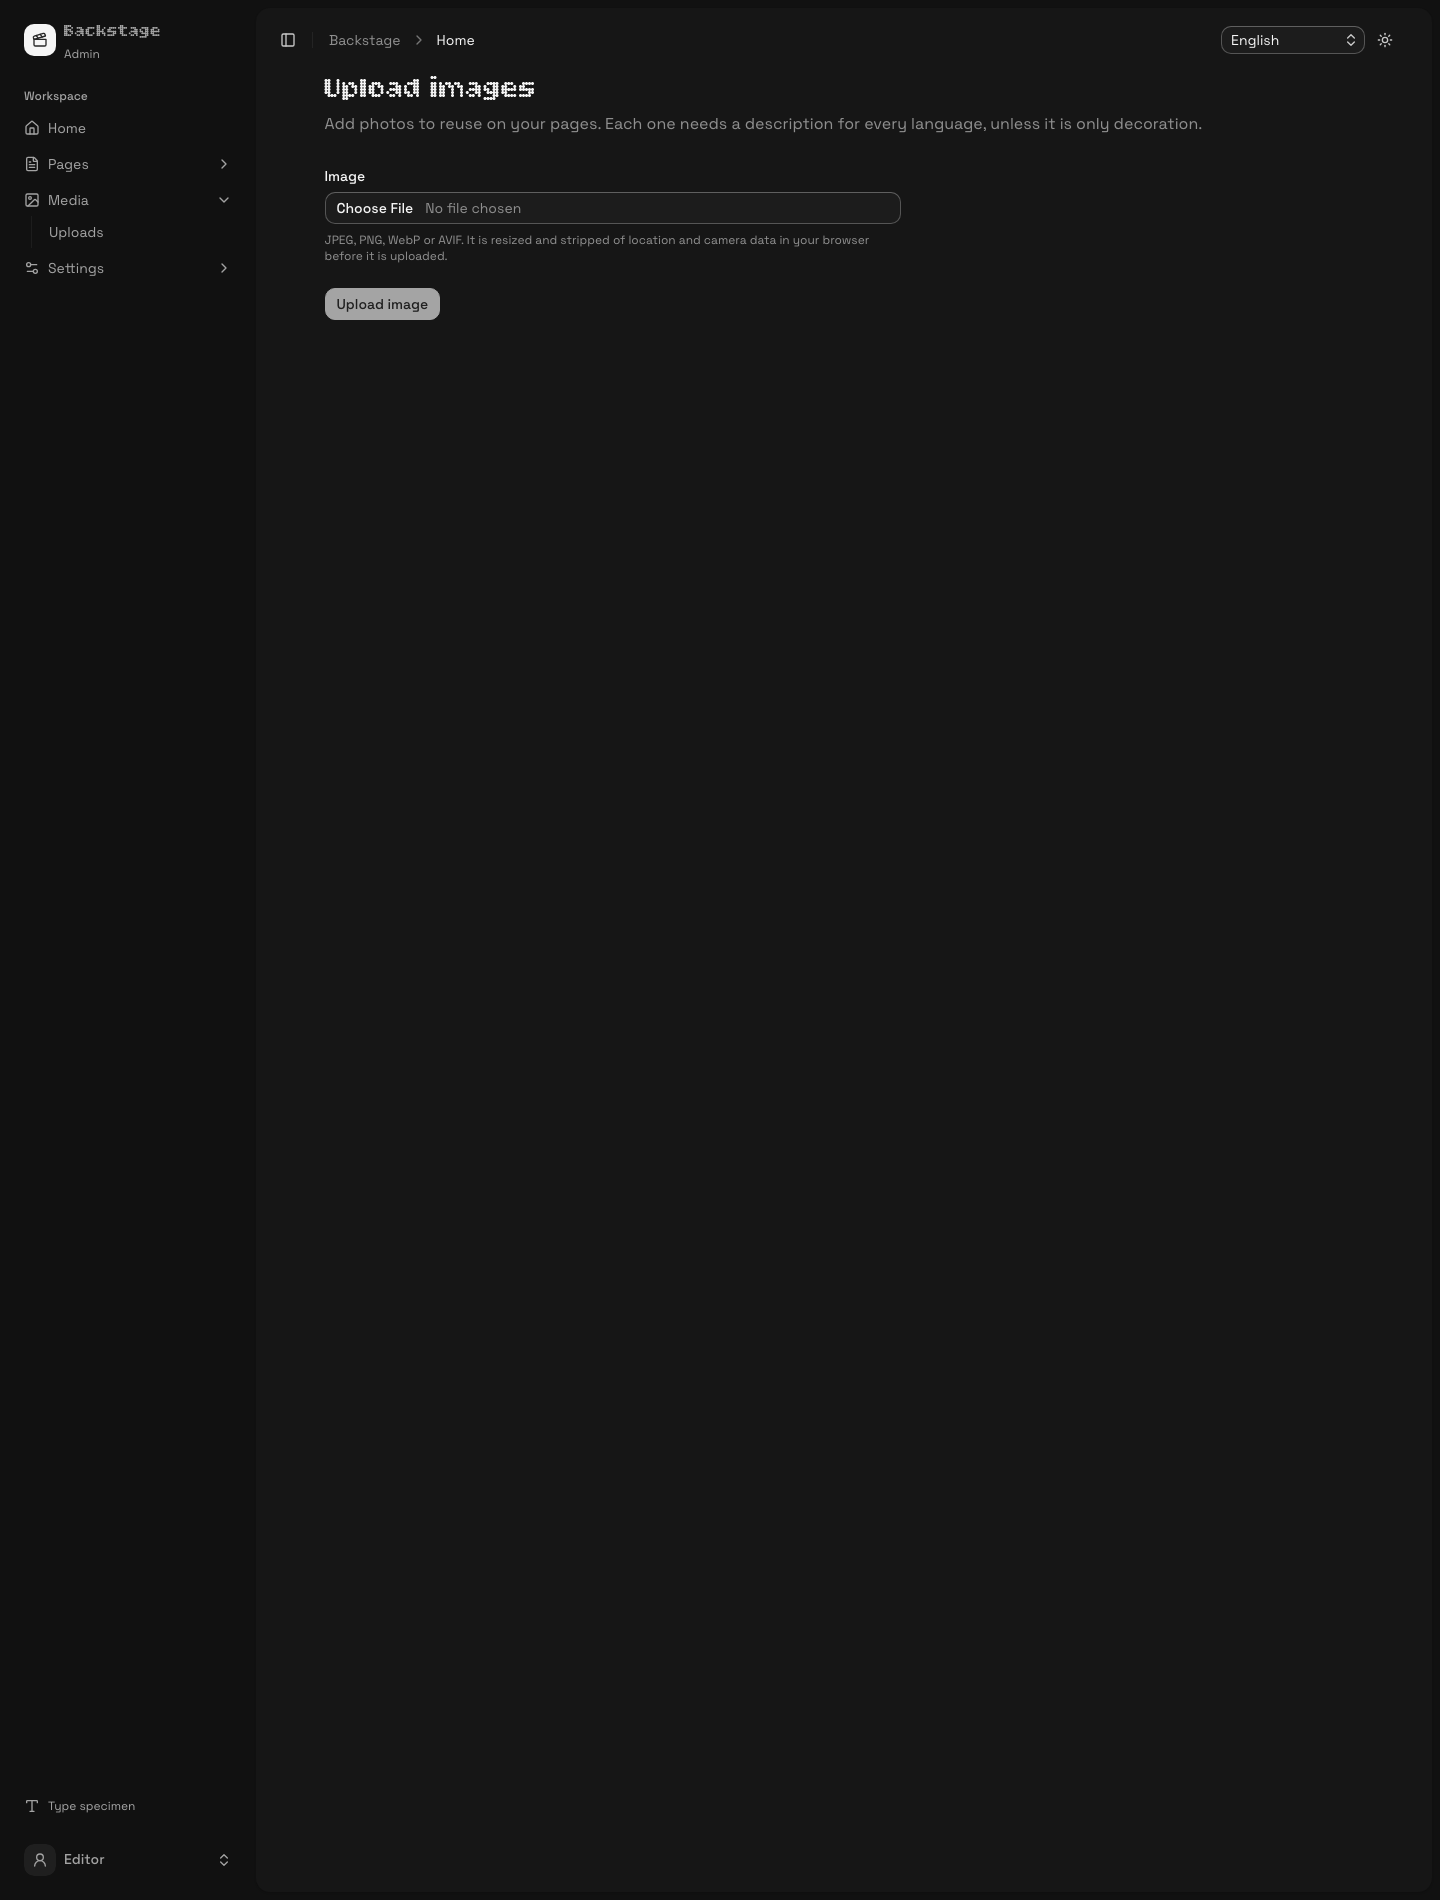 Backstage
Admin
Workspace
Home
Pages
Media
Uploads
Settings
Type specimen
Editor
Backstage
Home
English
Upload images
Add photos to reuse on your pages. Each one needs a description for every language, unless it is only decoration.
Image
Choose File No file chosen
JPEG, PNG, WebP or AVIF. It is resized and stripped of location and camera data in your browser
before it is uploaded.
Upload image